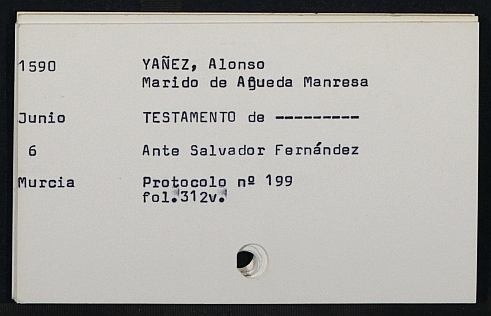 1590 YAÑEZ, Alonso
Marido de Agueda Manresa
Junio TESTAMENTO de ---------
6 Ante Salvador Fernández
Murcia Protocolo nº 199
fol.312v.